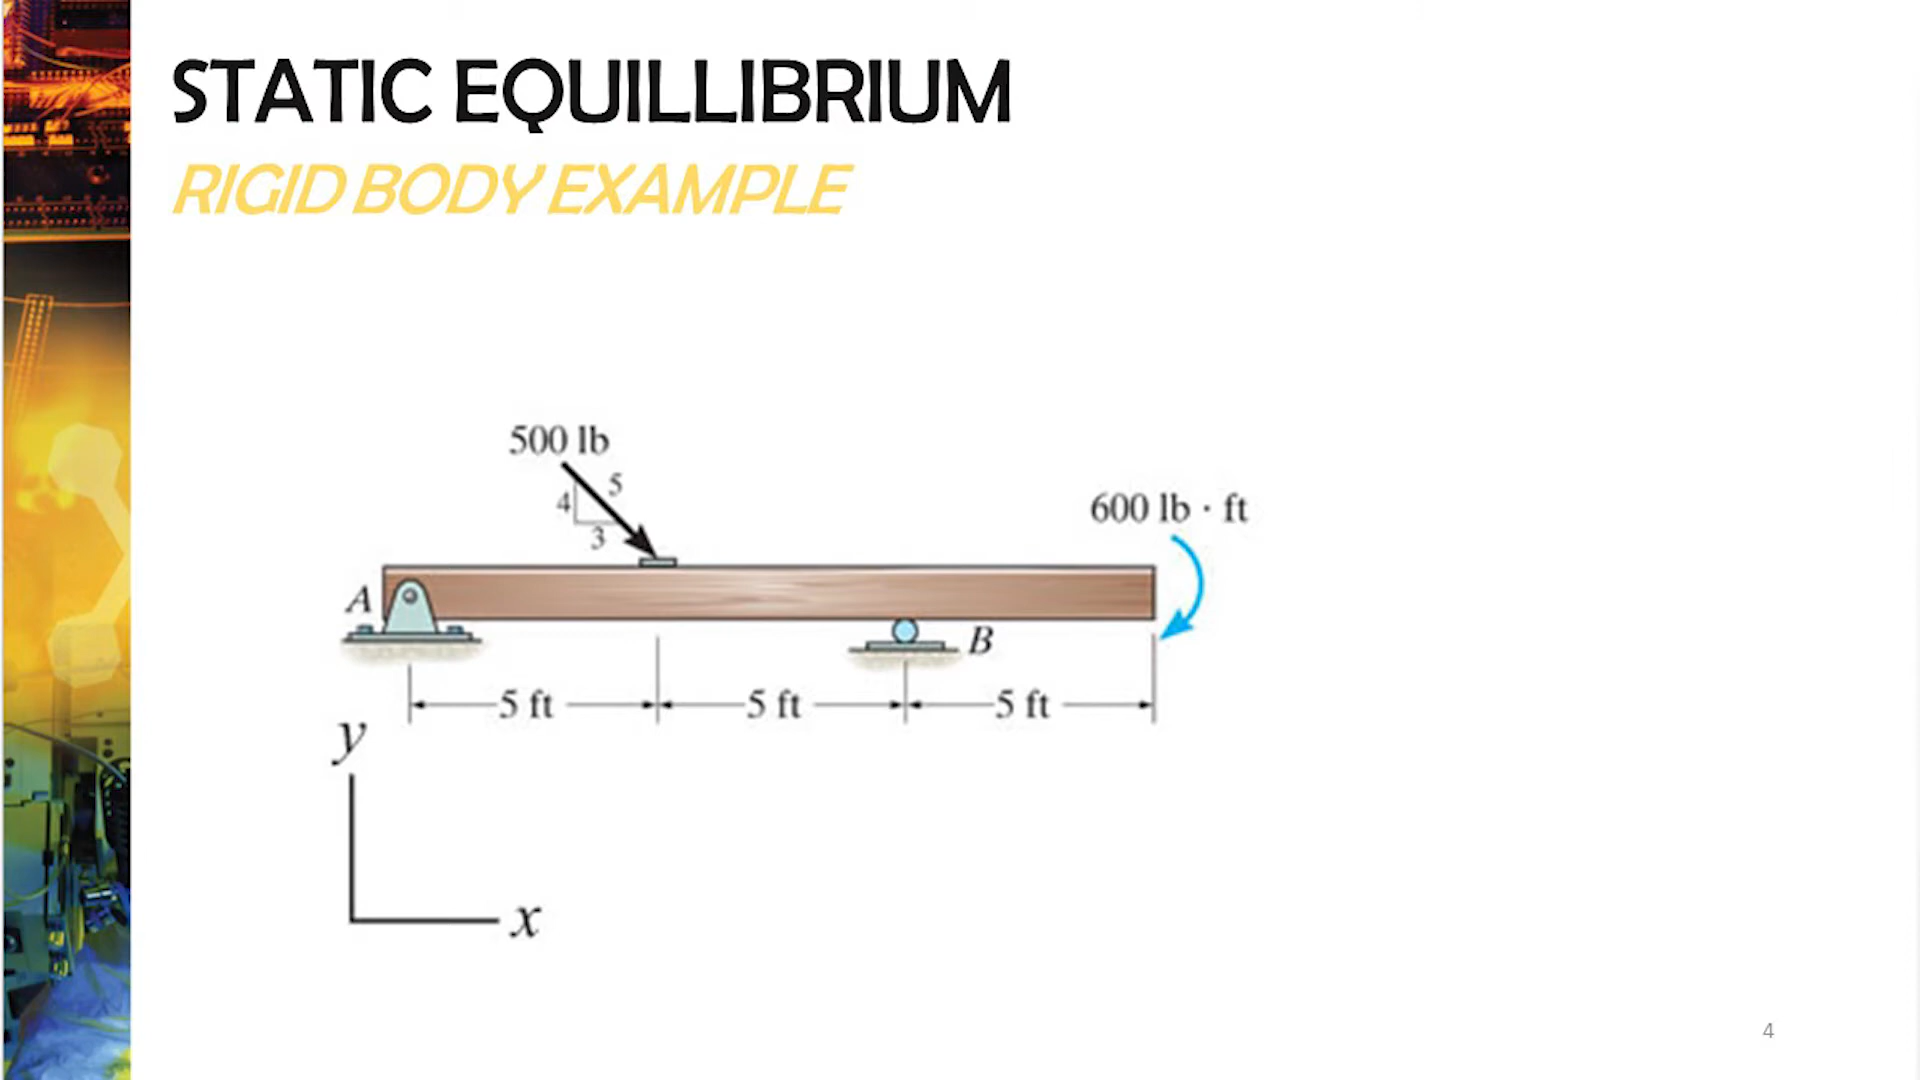 STATIC EQUILLIBRIUM
RIGID BODY EXAMPLE
500 lb
5
4
3
600 lb · ft
A
B
5 ft
5 ft
5 ft
y
x
4